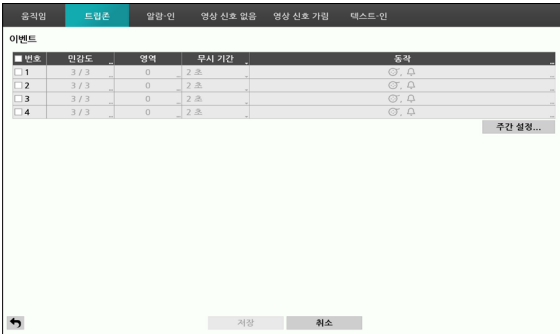 움직임 트립존 알람-인 영상 신호 없음 영상 신호 가림 텍스트-인
이벤트
번호 민감도 영역 무시 기간 동작
1 3 / 3 0 2 초
2 3 / 3 0 2 초
3 3 / 3 0 2 초
4 3 / 3 0 2 초
주간 설정...
저장 취소